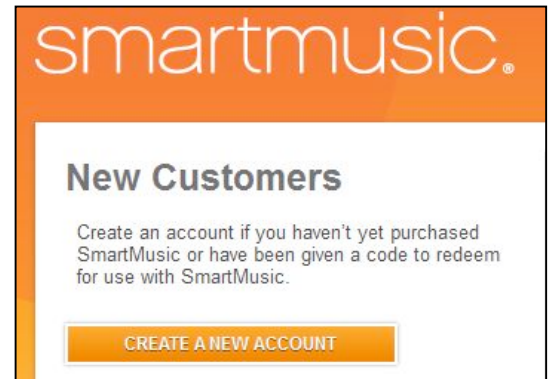 smartmusic.®
New Customers
Create an account if you haven't yet purchased
SmartMusic or have been given a code to redeem
for use with SmartMusic.
CREATE A NEW ACCOUNT